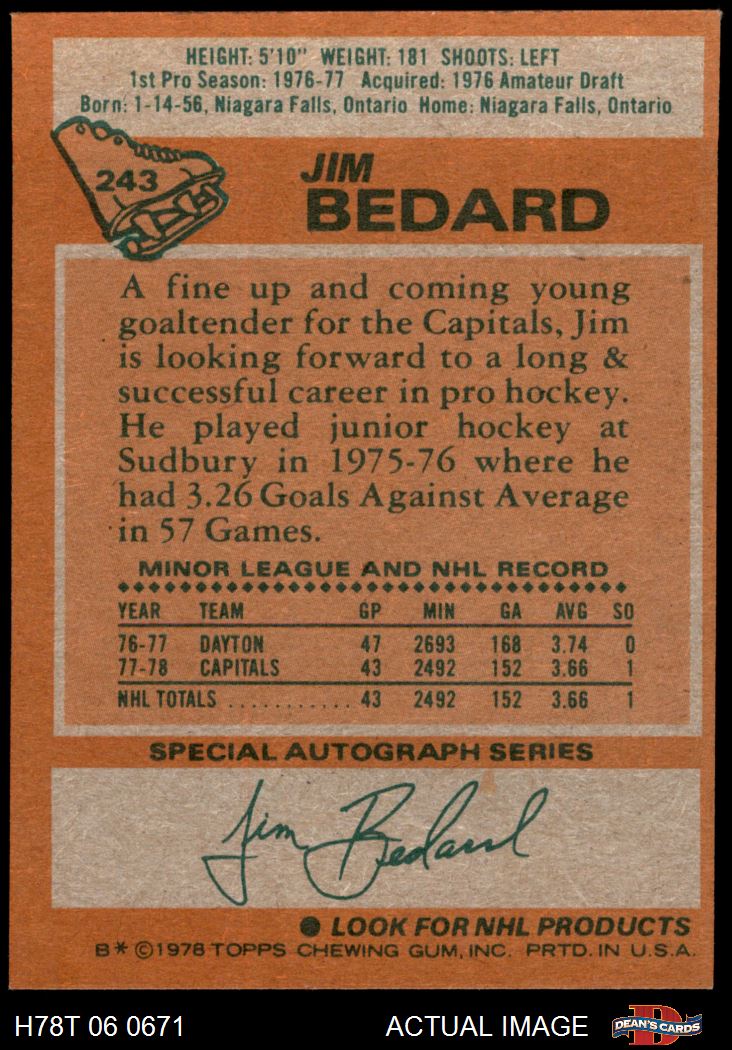 HEIGHT: 5'10" WEIGHT: 181 SHOOTS: LEFT
1st Pro Season: 1976-77 Acquired: 1976 Amateur Draft
Born: 1-14-56, Niagara Falls, Ontario Home: Niagara Falls, Ontario
243
JIM
BEDARD
A fine up and coming young
goaltender for the Capitals, Jim
is looking forward to a long &
successful career in pro hockey.
He played junior hockey at
Sudbury in 1975-76 where he
had 3.26 Goals Against Average
in 57 Games.
MINOR LEAGUE AND NHL RECORD
YEAR TEAM GP MIN GA AVG SO
76-77 DAYTON 47 2693 168 3.74 0
77-78 CAPITALS 43 2492 152 3.66 1
NHL TOTALS ........... 43 2492 152 3.66 1
SPECIAL AUTOGRAPH SERIES
Jim Bedard
● LOOK FOR NHL PRODUCTS
B* ©1978 TOPPS CHEWING GUM, INC. PRTD. IN U.S.A.
H78T 06 0671 ACTUAL IMAGE D DEAN'S CARDS